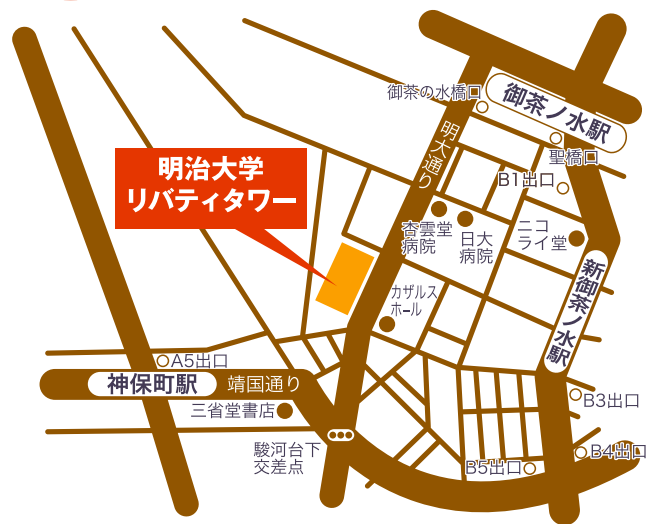 御茶の水橋口
御茶ノ水駅
明大通り
聖橋口
B1出口
明治大学
リバティタワー
杏雲堂
病院
日大
病院
ニコ
ライ堂
新御茶ノ水駅
カザルス
ホール
A5出口
神保町駅
靖国通り
三省堂書店
B3出口
駿河台下
交差点
B4出口
B5出口